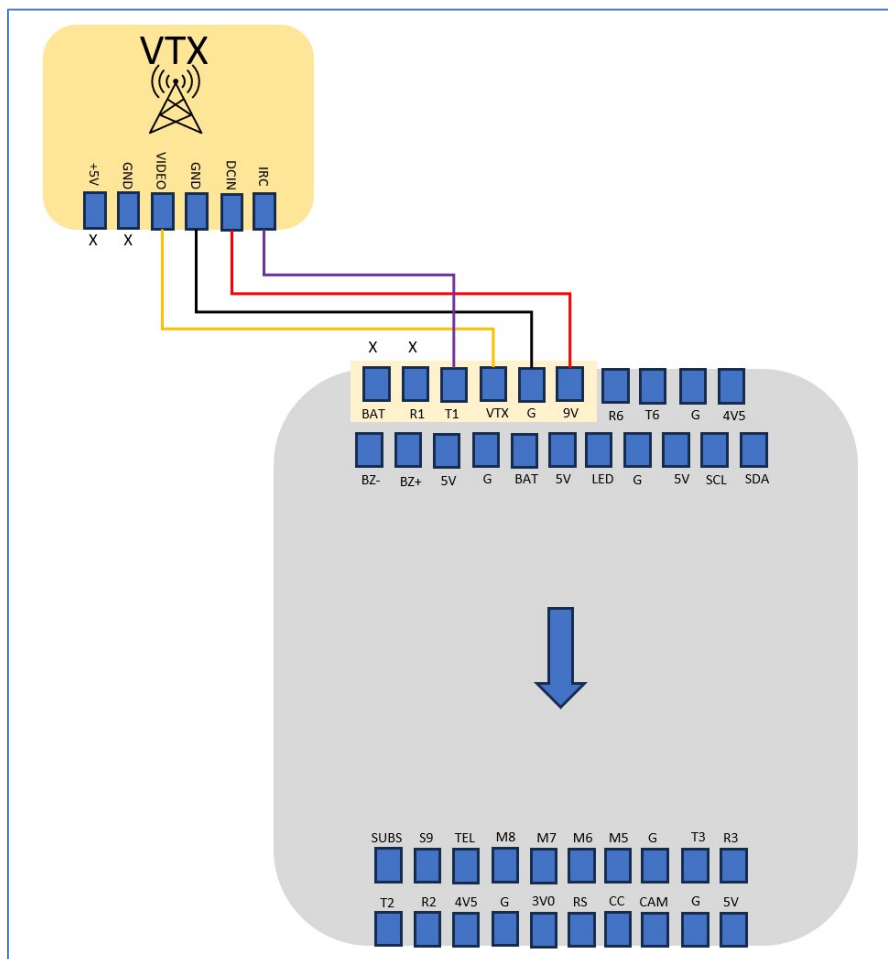 VTX
+5V GND VIDEO GND DCIN IRC
X X
X X
BAT R1 T1 VTX G 9V R6 T6 G 4V5
BZ- BZ+ 5V G BAT 5V LED G 5V SCL SDA
SUBS S9 TEL M8 M7 M6 M5 G T3 R3
T2 R2 4V5 G 3V0 RS CC CAM G 5V